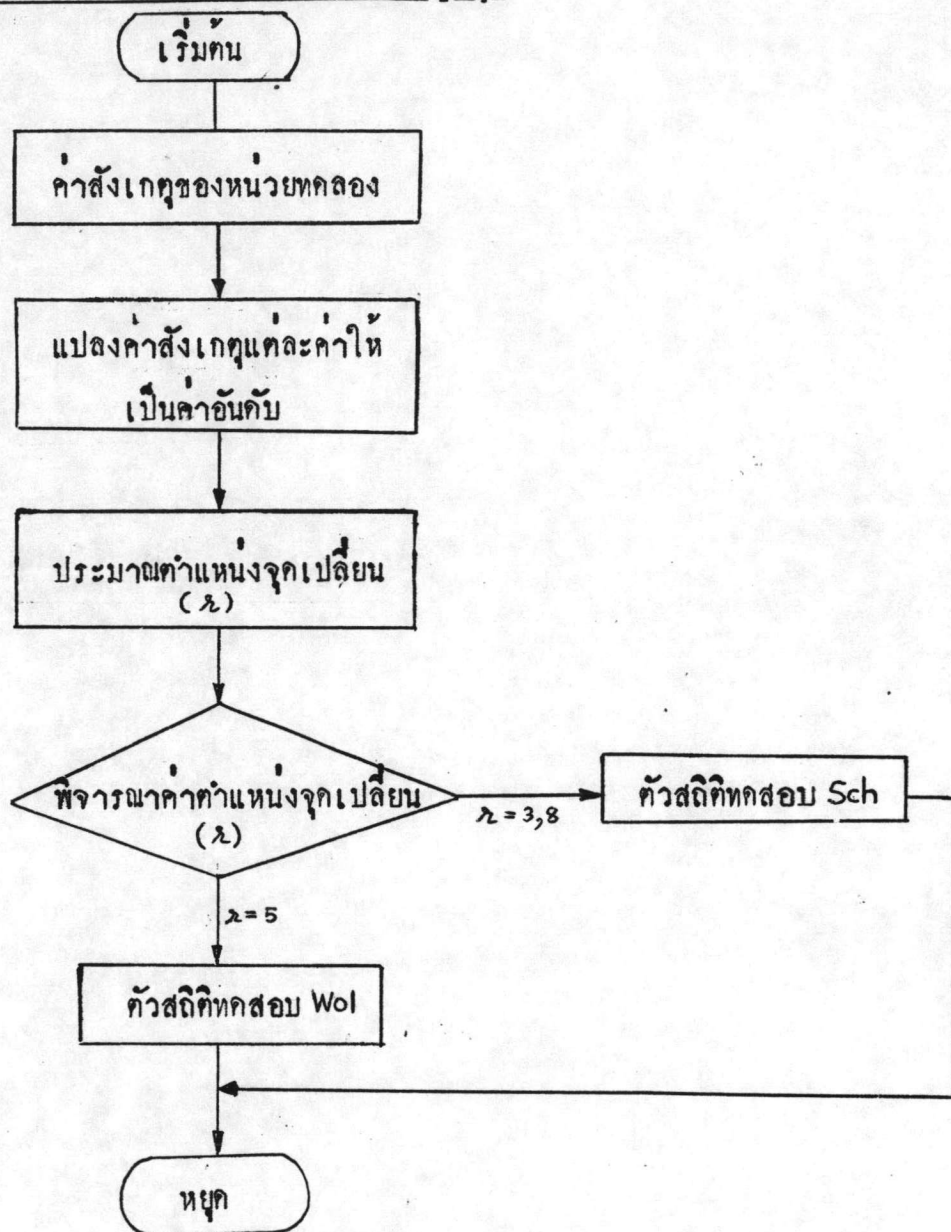 เริ่มต้น
ค่าสังเกตุของหน่วยทดลอง
แปลงค่าสังเกตุแต่ละค่าให้
เป็นค่าอันดับ
ประมาณตำแหน่งจุดเปลี่ยน
(r)
พิจารณาค่าตำแหน่งจุดเปลี่ยน
(r)
r = 3,8
ตัวสถิติทดสอบ Sch
r = 5
ตัวสถิติทดสอบ Wol
หยุด